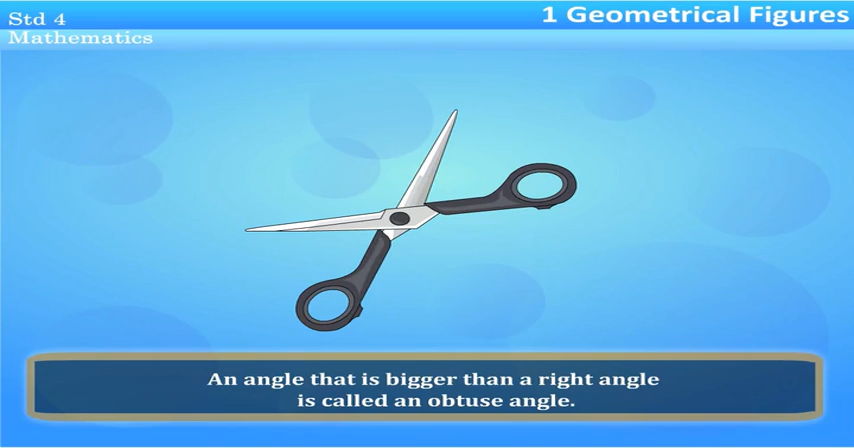 Std 4
Mathematics
1 Geometrical Figures
An angle that is bigger than a right angle
is called an obtuse angle.